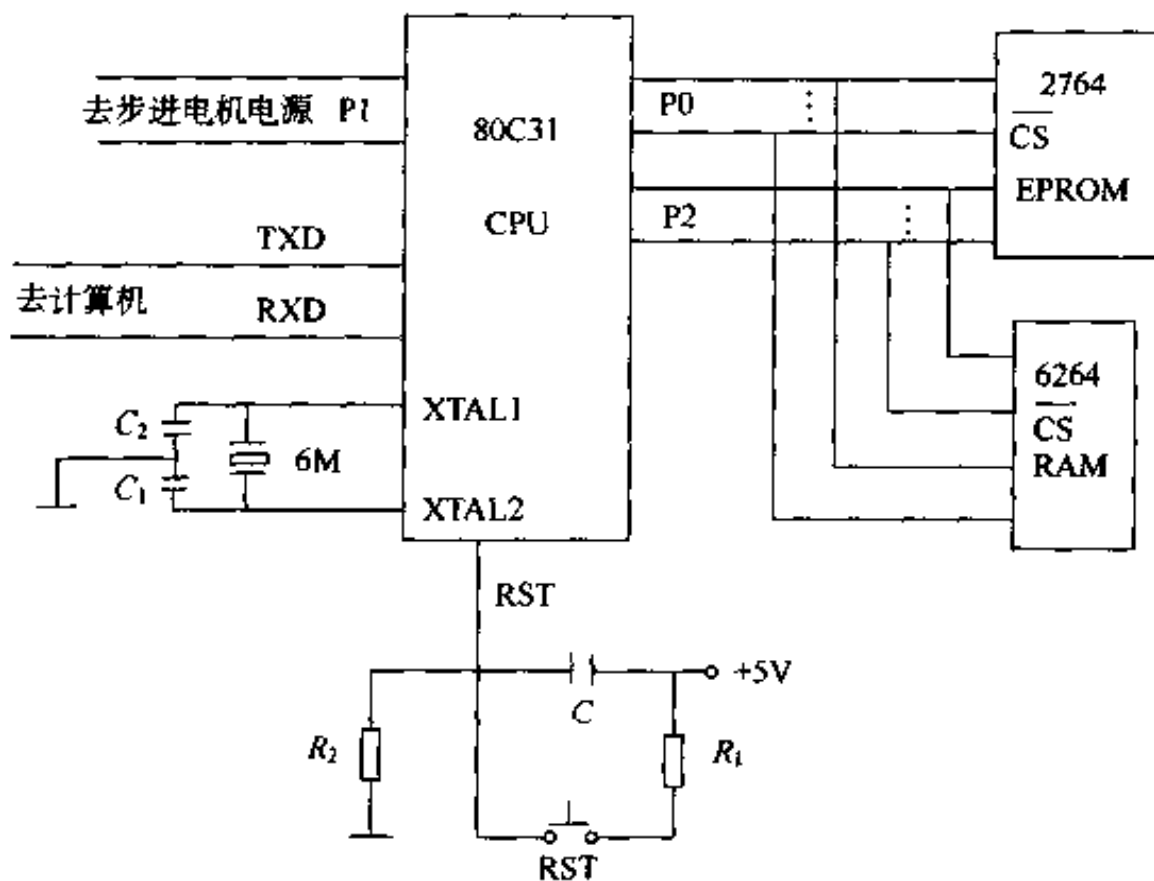 去步进电机电源 P1
80C31
CPU
P0
P2
2764
CS
EPROM
TXD
去计算机
RXD
6264
CS
RAM
XTAL1
C2
6M
C1
XTAL2
RST
+5V
C
R2
R1
RST